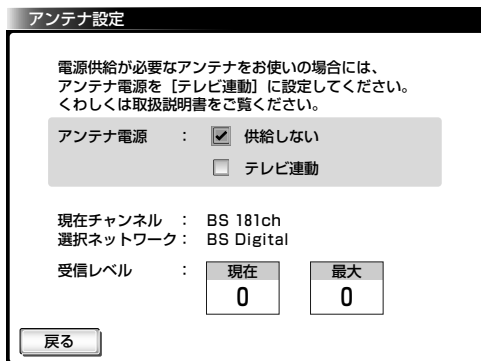 アンテナ設定
電源供給が必要なアンテナをお使いの場合には、
アンテナ電源を［テレビ連動］に設定してください。
くわしくは取扱説明書をご覧ください。
アンテナ電源 ： 供給しない
テレビ連動
現在チャンネル ： BS 181ch
選択ネットワーク： BS Digital
受信レベル ： 現在 最大
0 0
戻る